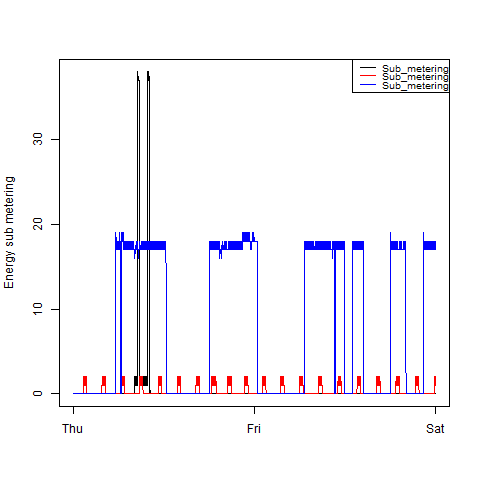 Sub_metering
Sub_metering
Sub_metering
Energy sub metering
30
20
10
0
Thu Fri Sat